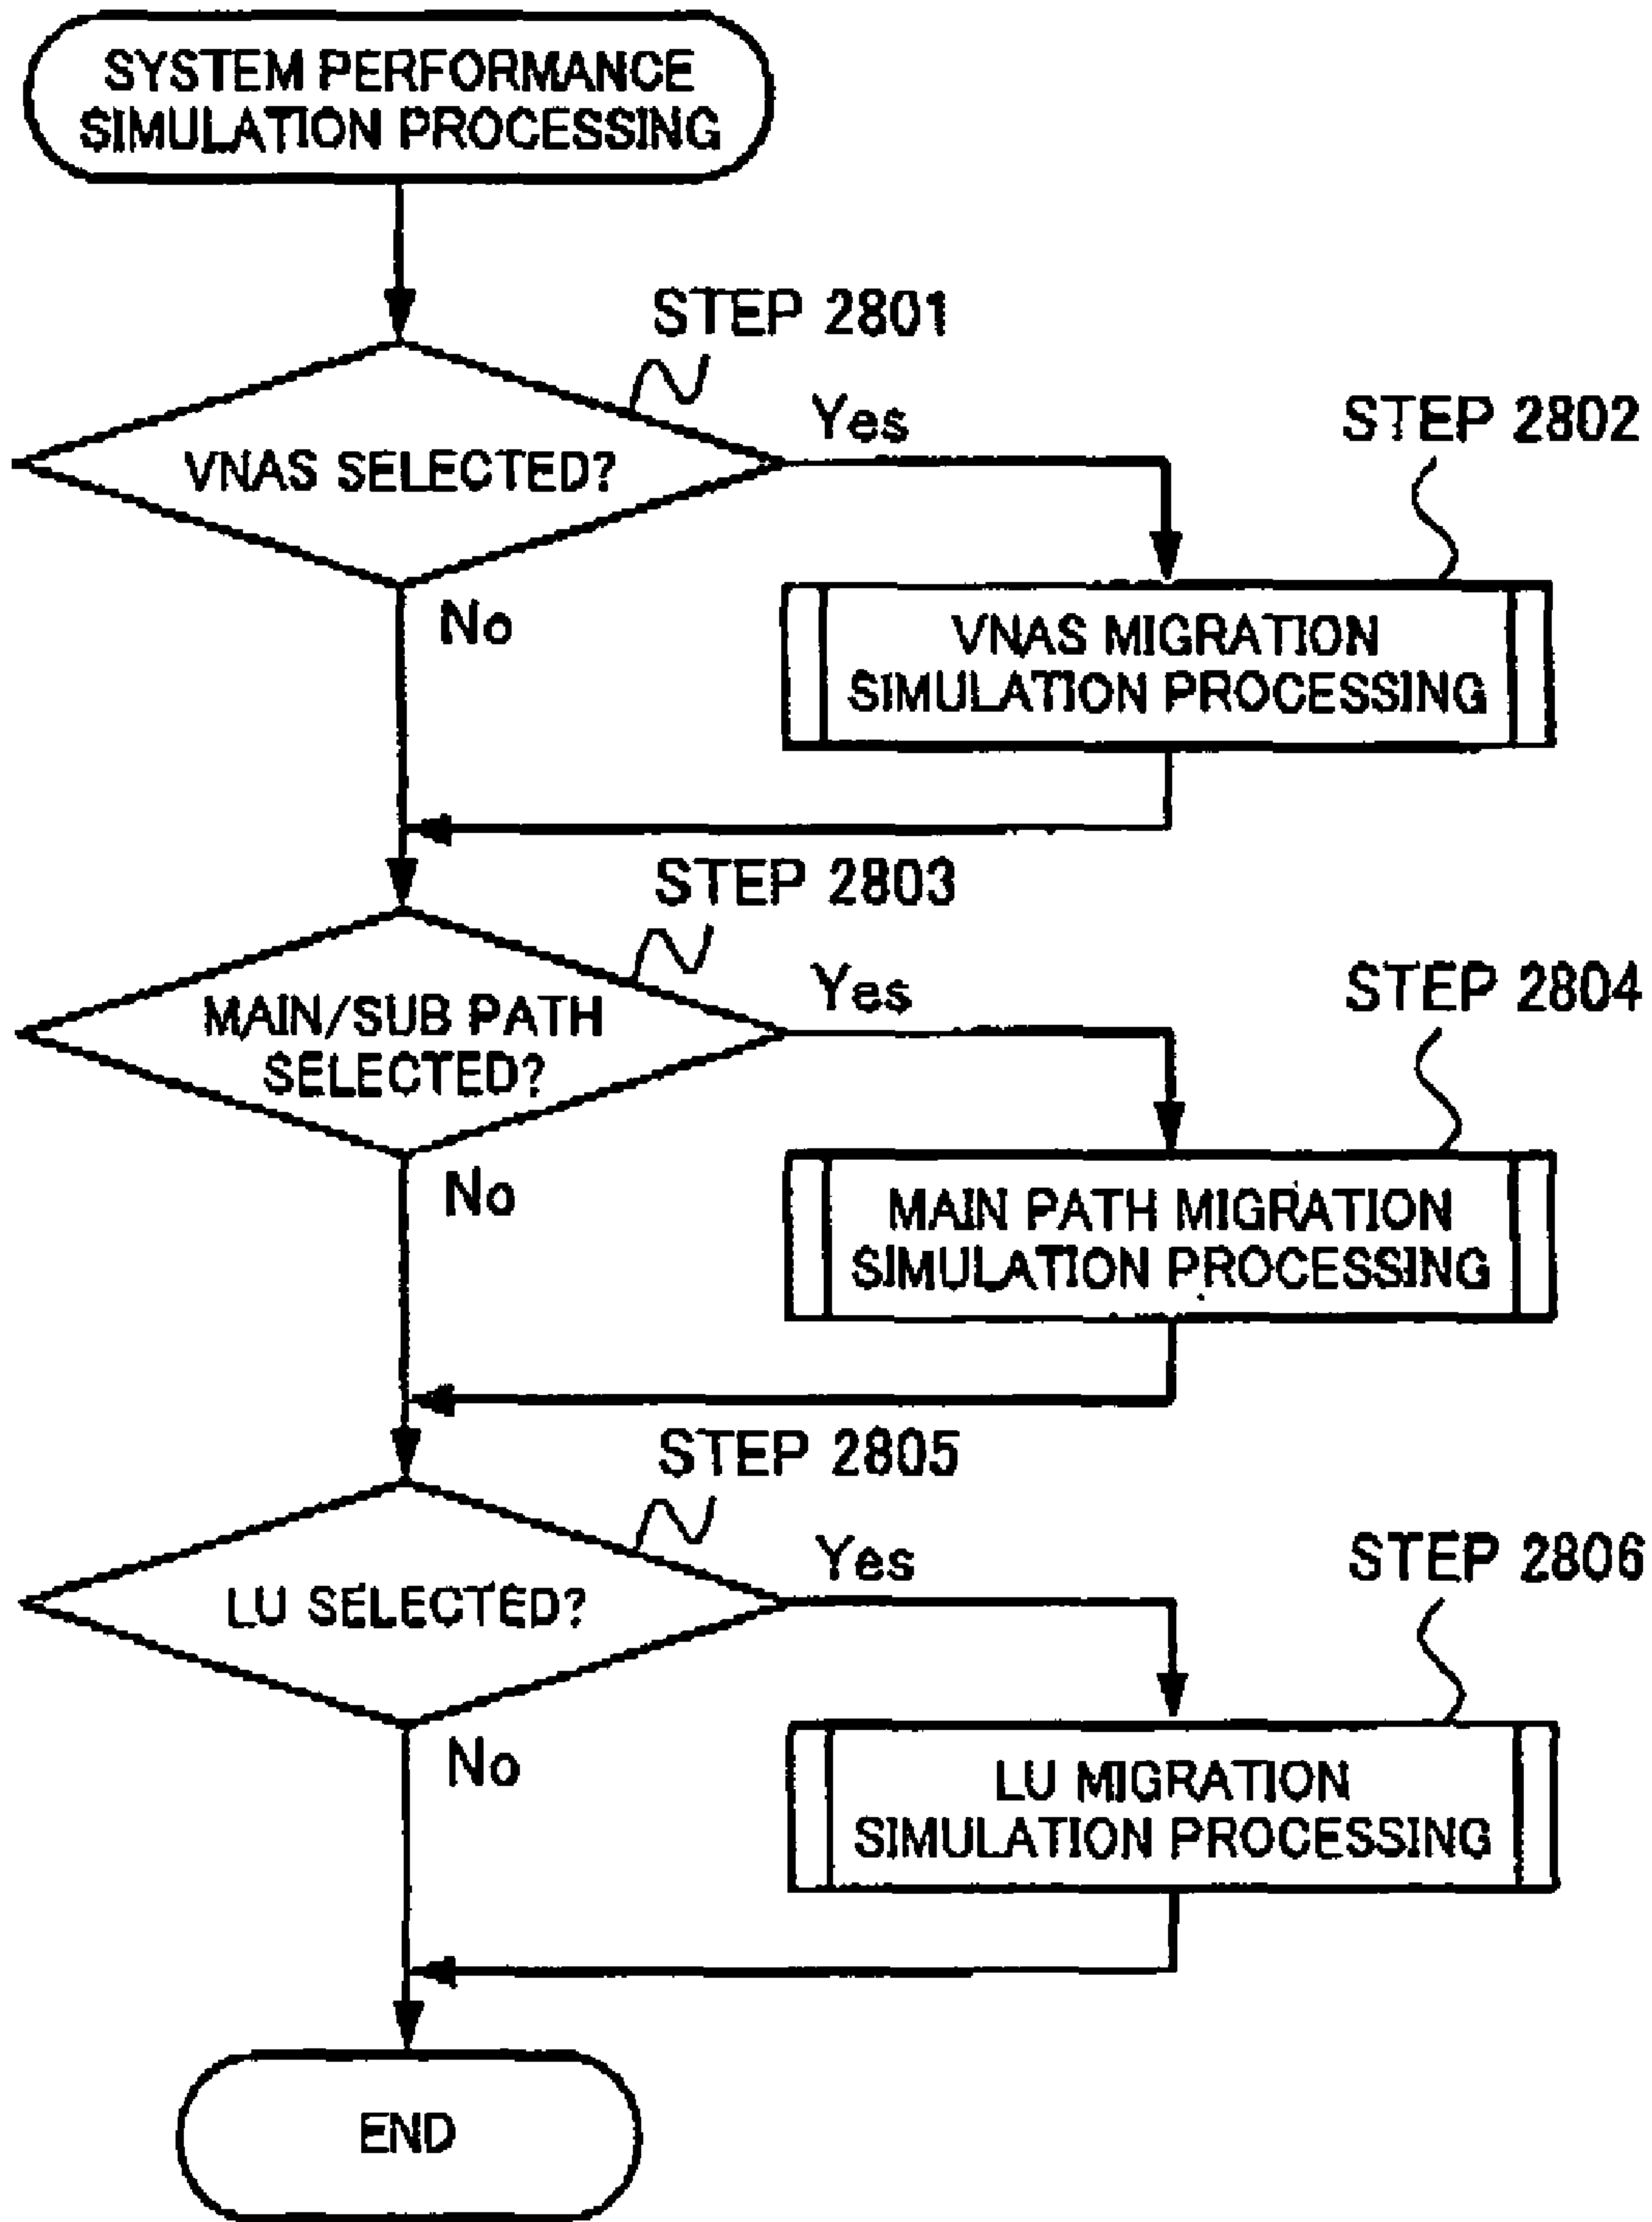 SYSTEM PERFORMANCE
SIMULATION PROCESSING
STEP 2801
VNAS SELECTED?
Yes
No
STEP 2802
VNAS MIGRATION
SIMULATION PROCESSING
STEP 2803
MAIN/SUB PATH
SELECTED?
Yes
No
STEP 2804
MAIN PATH MIGRATION
SIMULATION PROCESSING
STEP 2805
LU SELECTED?
Yes
No
STEP 2806
LU MIGRATION
SIMULATION PROCESSING
END